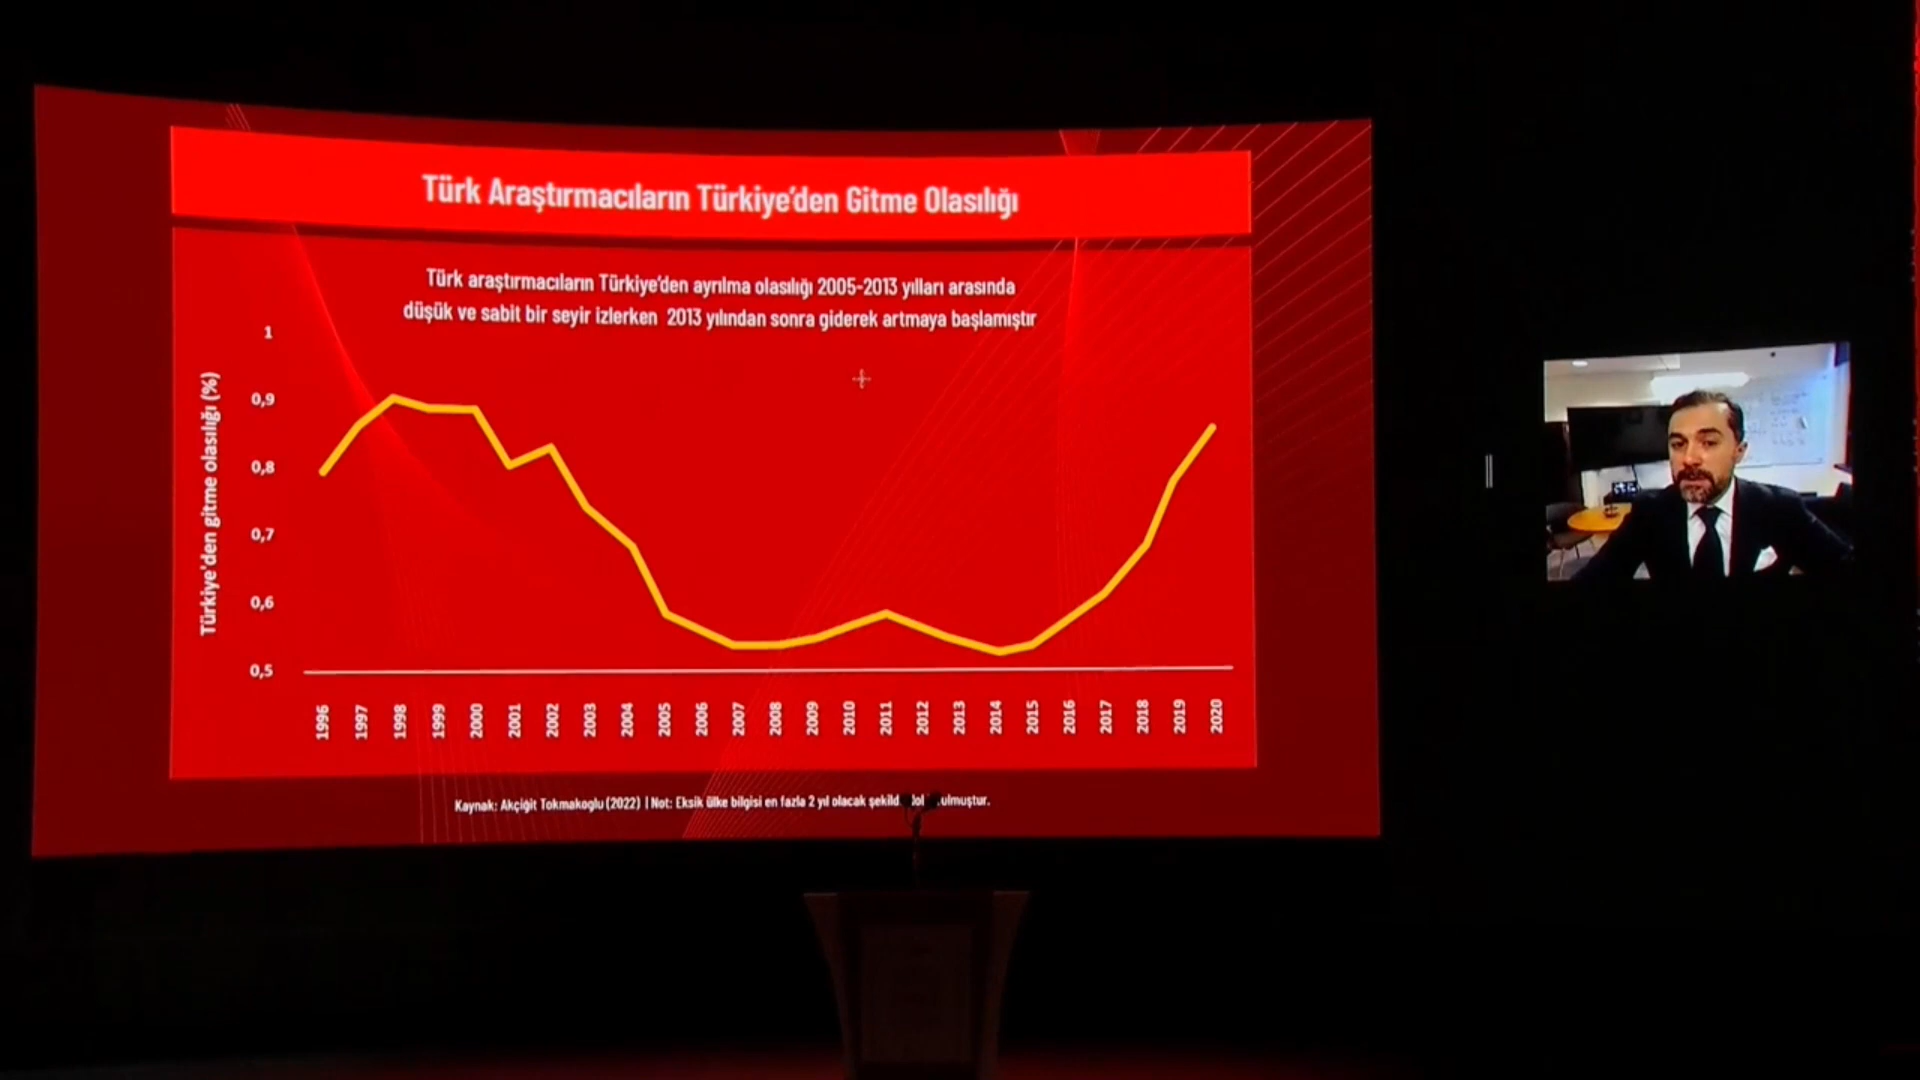 Türk Araştırmacıların Türkiye'den Gitme Olasılığı
Türk araştırmacıların Türkiye'den ayrılma olasılığı 2005-2013 yılları arasında
düşük ve sabit bir seyir izlerken 2013 yılından sonra giderek artmaya başlamıştır
Türkiye'den gitme olasılığı (%)
1
0,9
0,8
0,7
0,6
0,5
1996 1997 1998 1999 2000 2001 2002 2003 2004 2005 2006 2007 2008 2009 2010 2011 2012 2013 2014 2015 2016 2017 2018 2019 2020
Kaynak: Akçiğit Tokmakoglu (2022) | Not: Eksik ülke bilgisi en fazla 2 yıl olacak